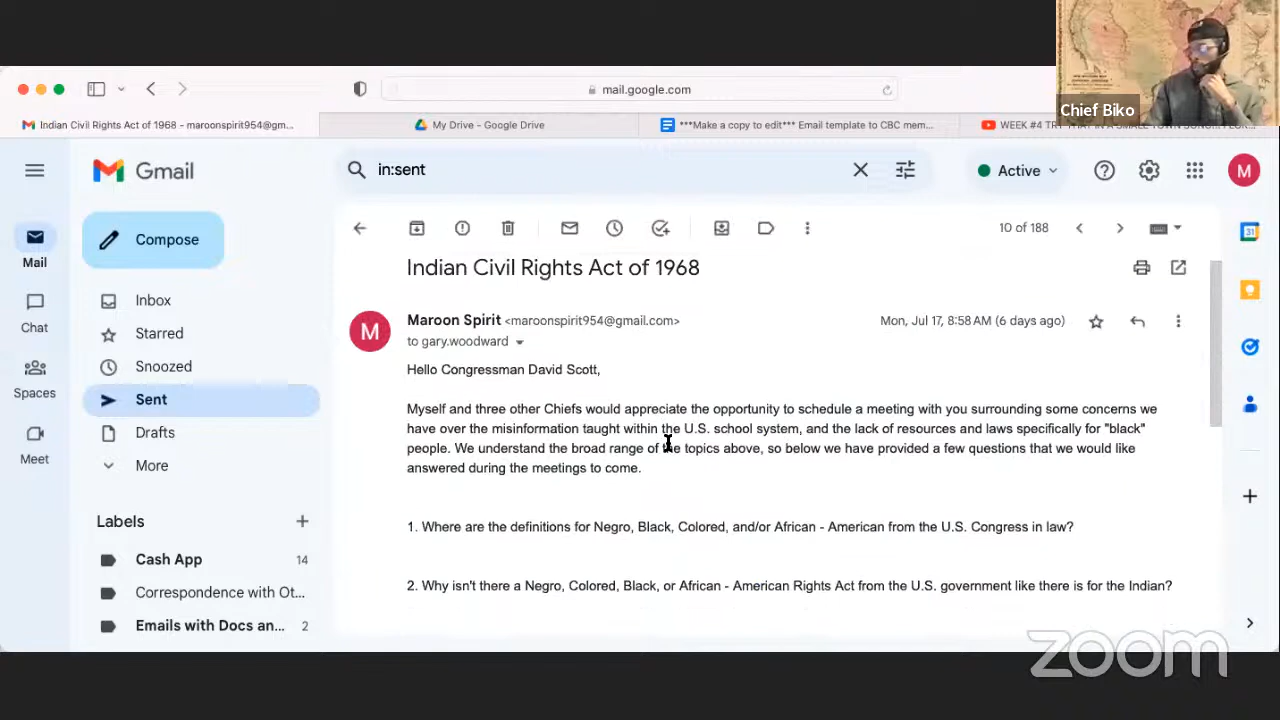 Chief Biko
mail.google.com
Indian Civil Rights Act of 1968 - maroonspirit954@gm...
My Drive - Google Drive
***Make a copy to edit*** Email template to CBC mem...
WEEK #4 TRY THAT IN A SMALL TOWN SONG...
Gmail
in:sent
Active
M
Compose
10 of 188
31
Mail
Indian Civil Rights Act of 1968
Inbox
Chat
M
Maroon Spirit <maroonspirit954@gmail.com>
Mon, Jul 17, 8:58 AM (6 days ago)
to gary.woodward
Starred
Hello Congressman David Scott,
Snoozed
Spaces
Sent
Myself and three other Chiefs would appreciate the opportunity to schedule a meeting with you surrounding some concerns we
have over the misinformation taught within the U.S. school system, and the lack of resources and laws specifically for "black"
people. We understand the broad range of the topics above, so below we have provided a few questions that we would like
answered during the meetings to come.
Drafts
Meet
More
Labels
1. Where are the definitions for Negro, Black, Colored, and/or African - American from the U.S. Congress in law?
Cash App 14
2. Why isn't there a Negro, Colored, Black, or African - American Rights Act from the U.S. government like there is for the Indian?
Correspondence with Ot...
Emails with Docs an... 2
zoom